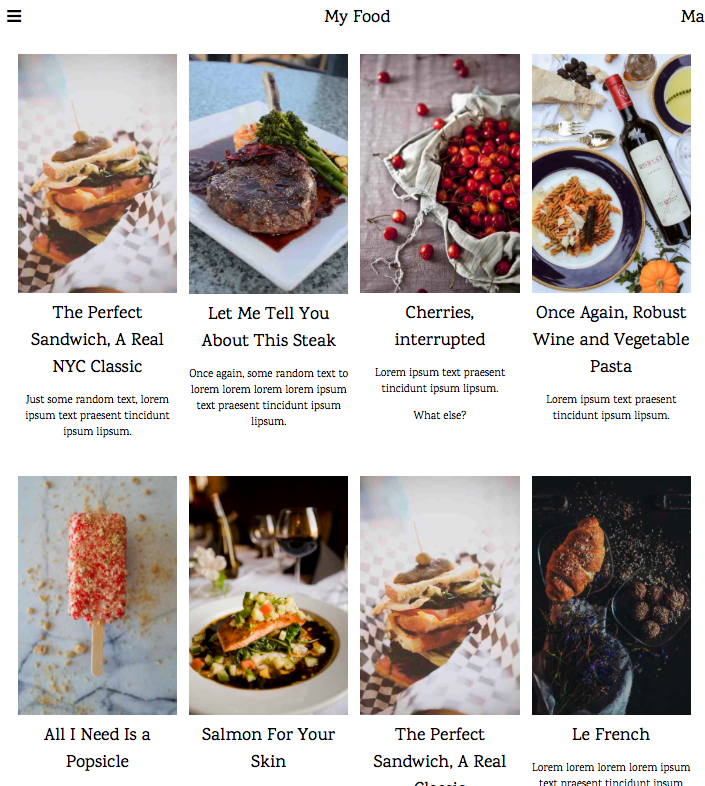 My Food
Ma
The Perfect
Sandwich, A Real
NYC Classic
Just some random text, lorem
ipsum text praesent tincidunt
ipsum lipsum.
Let Me Tell You
About This Steak
Once again, some random text to
lorem lorem lorem lorem ipsum
text praesent tincidunt ipsum
lipsum.
Cherries,
interrupted
Lorem ipsum text praesent
tincidunt ipsum lipsum.
What else?
ROBUST
Once Again, Robust
Wine and Vegetable
Pasta
Lorem ipsum text praesent
tincidunt ipsum lipsum.
All I Need Is a
Popsicle
Salmon For Your
Skin
The Perfect
Sandwich, A Real
Classic
Le French
Lorem lorem lorem lorem ipsum
text praesent tincidunt ipsum